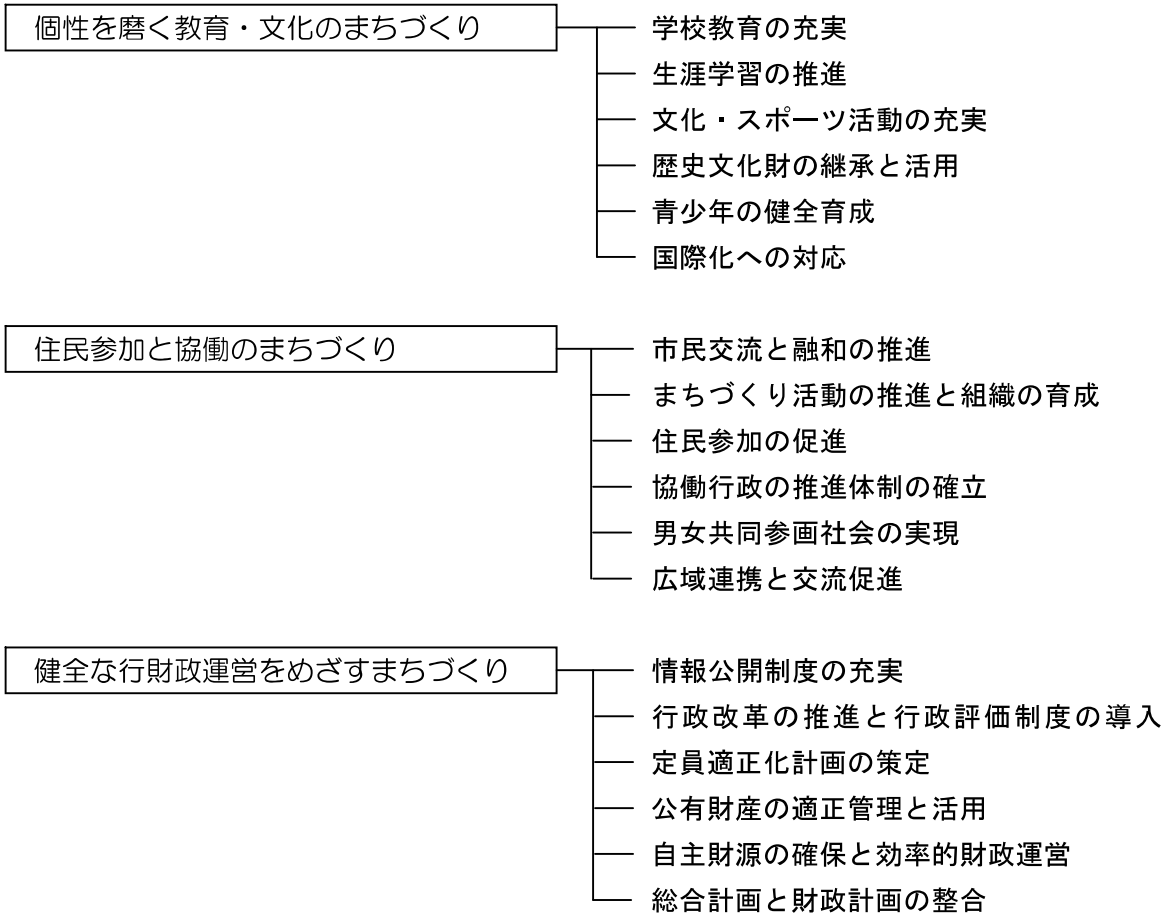 個性を磨く教育・文化のまちづくり
学校教育の充実
生涯学習の推進
文化・スポーツ活動の充実
歴史文化財の継承と活用
青少年の健全育成
国際化への対応
住民参加と協働のまちづくり
市民交流と融和の推進
まちづくり活動の推進と組織の育成
住民参加の促進
協働行政の推進体制の確立
男女共同参画社会の実現
広域連携と交流促進
健全な行財政運営をめざすまちづくり
情報公開制度の充実
行政改革の推進と行政評価制度の導入
定員適正化計画の策定
公有財産の適正管理と活用
自主財源の確保と効率的財政運営
総合計画と財政計画の整合